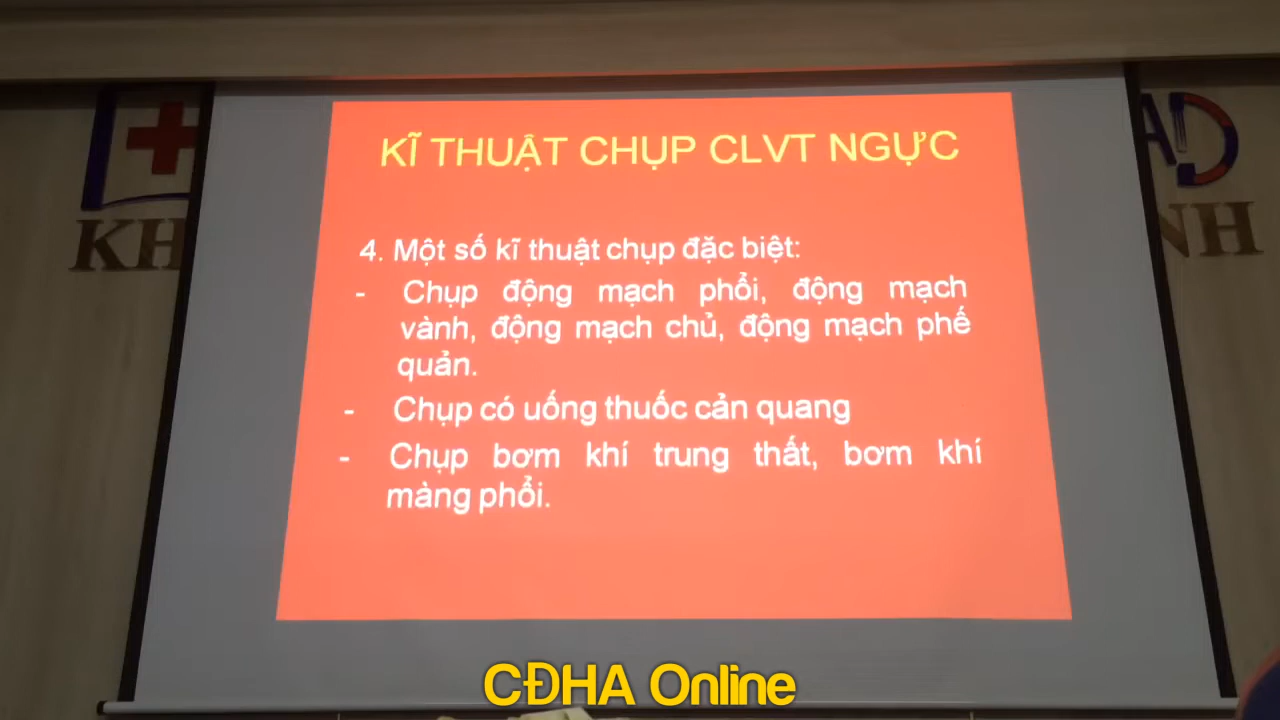 KĨ THUẬT CHỤP CLVT NGỰC
4. Một số kĩ thuật chụp đặc biệt:
- Chụp động mạch phổi, động mạch
vành, động mạch chủ, động mạch phế
quản.
- Chụp có uống thuốc cản quang
- Chụp bơm khí trung thất, bơm khí
màng phổi.
CĐHA Online